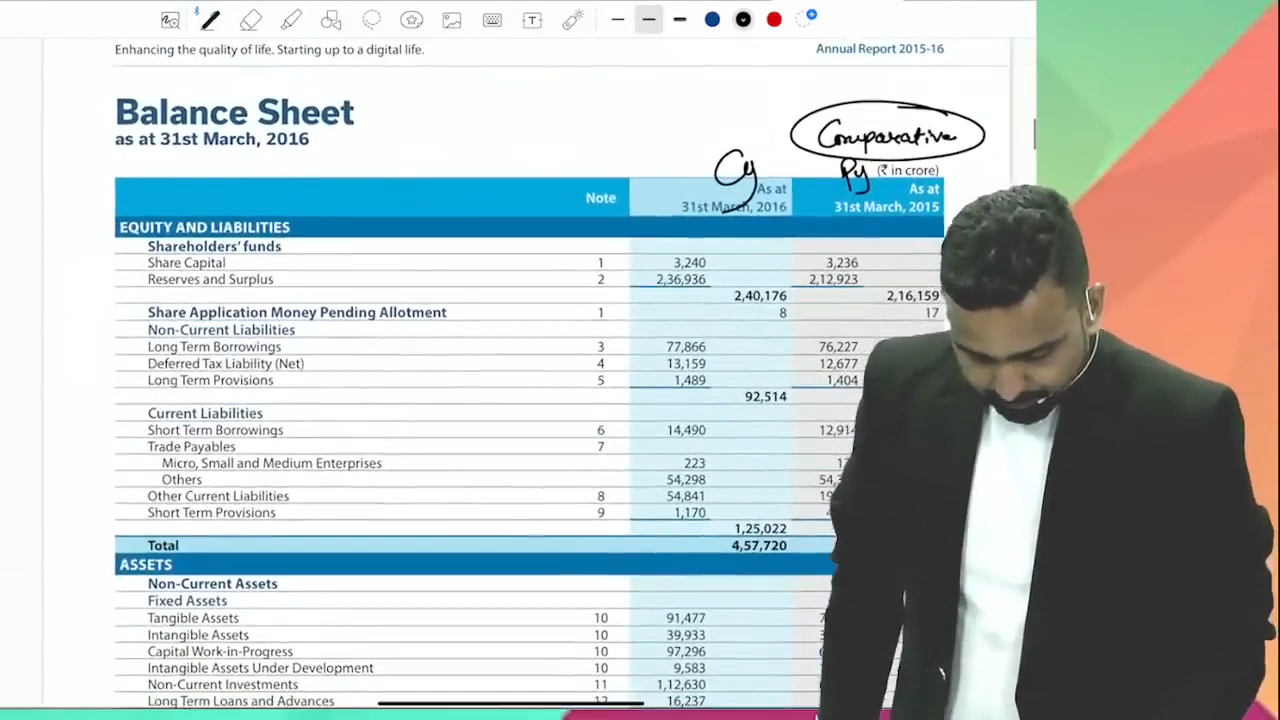 Enhancing the quality of life. Starting up to a digital life. Annual Report 2015-16
Balance Sheet
as at 31st March, 2016
Comparative
Cy Py (₹ in crore)
Note As at 31st March, 2016 As at 31st March, 2015
EQUITY AND LIABILITIES
Shareholders' funds
Share Capital 1 3,240 3,236
Reserves and Surplus 2 2,36,936 2,12,923
2,40,176 2,16,159
Share Application Money Pending Allotment 1 8 17
Non-Current Liabilities
Long Term Borrowings 3 77,866 76,227
Deferred Tax Liability (Net) 4 13,159 12,677
Long Term Provisions 5 1,489 1,404
92,514
Current Liabilities
Short Term Borrowings 6 14,490 12,914
Trade Payables 7
Micro, Small and Medium Enterprises 223
Others 54,298
Other Current Liabilities 8 54,841
Short Term Provisions 9 1,170
1,25,022
Total 4,57,720
ASSETS
Non-Current Assets
Fixed Assets
Tangible Assets 10 91,477
Intangible Assets 10 39,933
Capital Work-in-Progress 10 97,296
Intangible Assets Under Development 10 9,583
Non-Current Investments 11 1,12,630
Long Term Loans and Advances 12 16,237